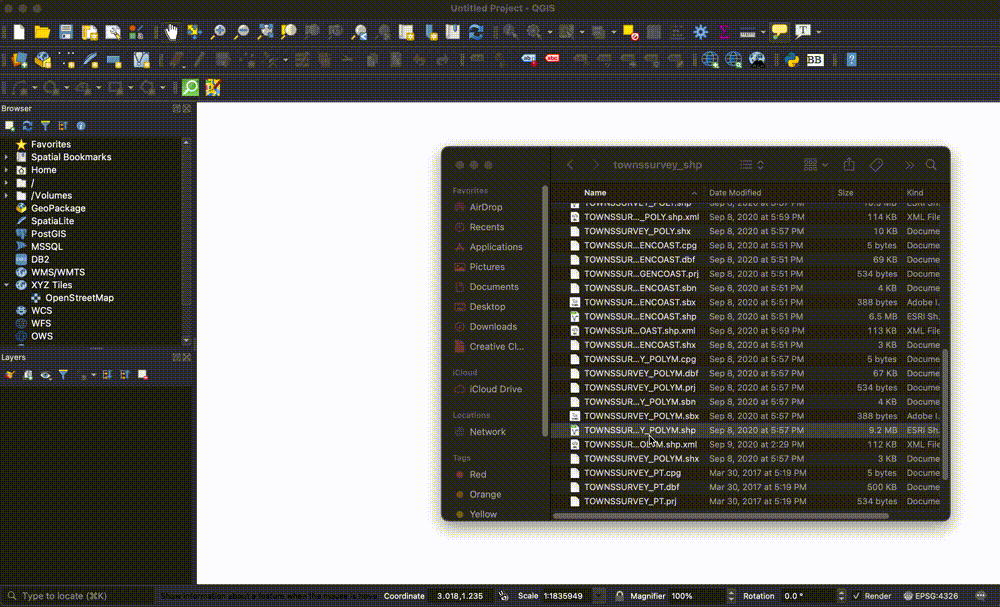 Untitled Project - QGIS
T
abc
abc
BB
?
Browser
Favorites
Spatial Bookmarks
Home
/
/Volumes
GeoPackage
SpatiaLite
PostGIS
MSSQL
DB2
WMS/WMTS
XYZ Tiles
OpenStreetMap
WCS
WFS
OWS
Layers
townssurvey_shp
Favorites
AirDrop
Recents
Applications
Pictures
Documents
Desktop
Downloads
Creative Cl...
iCloud
iCloud Drive
Locations
Network
Tags
Red
Orange
Yellow
Name Date Modified Size Kind
TOWNSSUR..._POLY.shp.xml Sep 8, 2020 at 5:59 PM 114 KB XML File
TOWNSSURVEY_POLY.shx Sep 8, 2020 at 5:57 PM 10 KB Docume
TOWNSSUR...ENCOAST.cpg Sep 8, 2020 at 5:51 PM 5 bytes Docume
TOWNSSUR...ENCOAST.dbf Sep 8, 2020 at 5:51 PM 69 KB Docume
TOWNSSUR...GENCOAST.prj Sep 8, 2020 at 5:51 PM 534 bytes Docume
TOWNSSUR...ENCOAST.sbn Sep 8, 2020 at 5:51 PM 4 KB Docume
TOWNSSUR...ENCOAST.sbx Sep 8, 2020 at 5:51 PM 388 bytes Adobe I.
TOWNSSUR...ENCOAST.shp Sep 8, 2020 at 5:51 PM 6.5 MB ESRI Sh.
TOWNSSUR...OAST.shp.xml Sep 8, 2020 at 5:59 PM 113 KB XML File
TOWNSSUR...ENCOAST.shx Sep 8, 2020 at 5:51 PM 3 KB Docume
TOWNSSUR...Y_POLYM.cpg Sep 8, 2020 at 5:57 PM 5 bytes Docume
TOWNSSURVEY_POLYM.dbf Sep 8, 2020 at 5:57 PM 67 KB Docume
TOWNSSURVEY_POLYM.prj Sep 8, 2020 at 5:57 PM 534 bytes Docume
TOWNSSUR...Y_POLYM.sbn Sep 8, 2020 at 5:57 PM 4 KB Docume
TOWNSSURVEY_POLYM.sbx Sep 8, 2020 at 5:57 PM 388 bytes Adobe I.
TOWNSSUR...Y_POLYM.shp Sep 8, 2020 at 5:57 PM 9.2 MB ESRI Sh.
TOWNSSUR...OLYM.shp.xml Sep 9, 2020 at 2:29 PM 112 KB XML File
TOWNSSURVEY_POLYM.shx Sep 8, 2020 at 5:57 PM 3 KB Docume
TOWNSSURVEY_PT.cpg Mar 30, 2017 at 5:19 PM 5 bytes Docume
TOWNSSURVEY_PT.dbf Mar 30, 2017 at 5:19 PM 500 KB Docume
TOWNSSURVEY_PT.prj Mar 30, 2017 at 5:19 PM 534 bytes Docume
Type to locate (⌘K) Show information about a feature when the mouse is hove Coordinate 3.018,1.235 Scale 1:1835949 Magnifier 100% Rotation 0.0 ° Render EPSG:4326